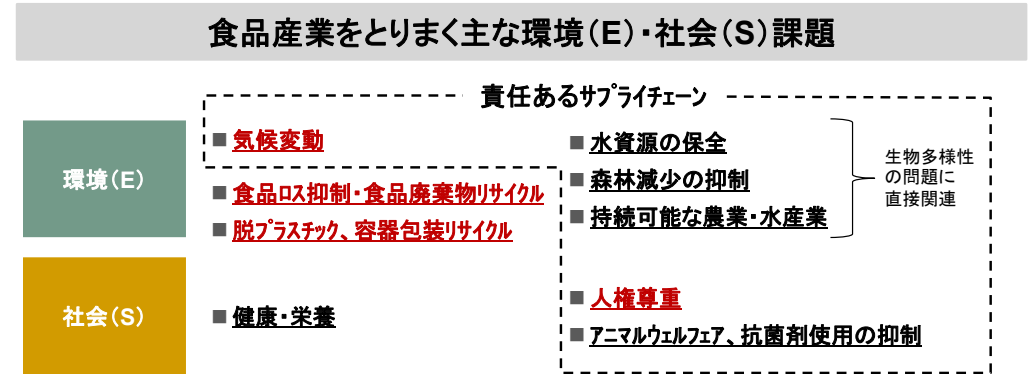 食品産業をとりまく主な環境（E）・社会（S）課題
責任あるサプライチェーン
環境（E）
■ 気候変動
■ 食品ロス抑制・食品廃棄物リサイクル
■ 脱プラスチック、容器包装リサイクル
■ 水資源の保全
■ 森林減少の抑制
■ 持続可能な農業・水産業
生物多様性
の問題に
直接関連
社会（S）
■ 健康・栄養
■ 人権尊重
■ アニマルウェルフェア、抗菌剤使用の抑制